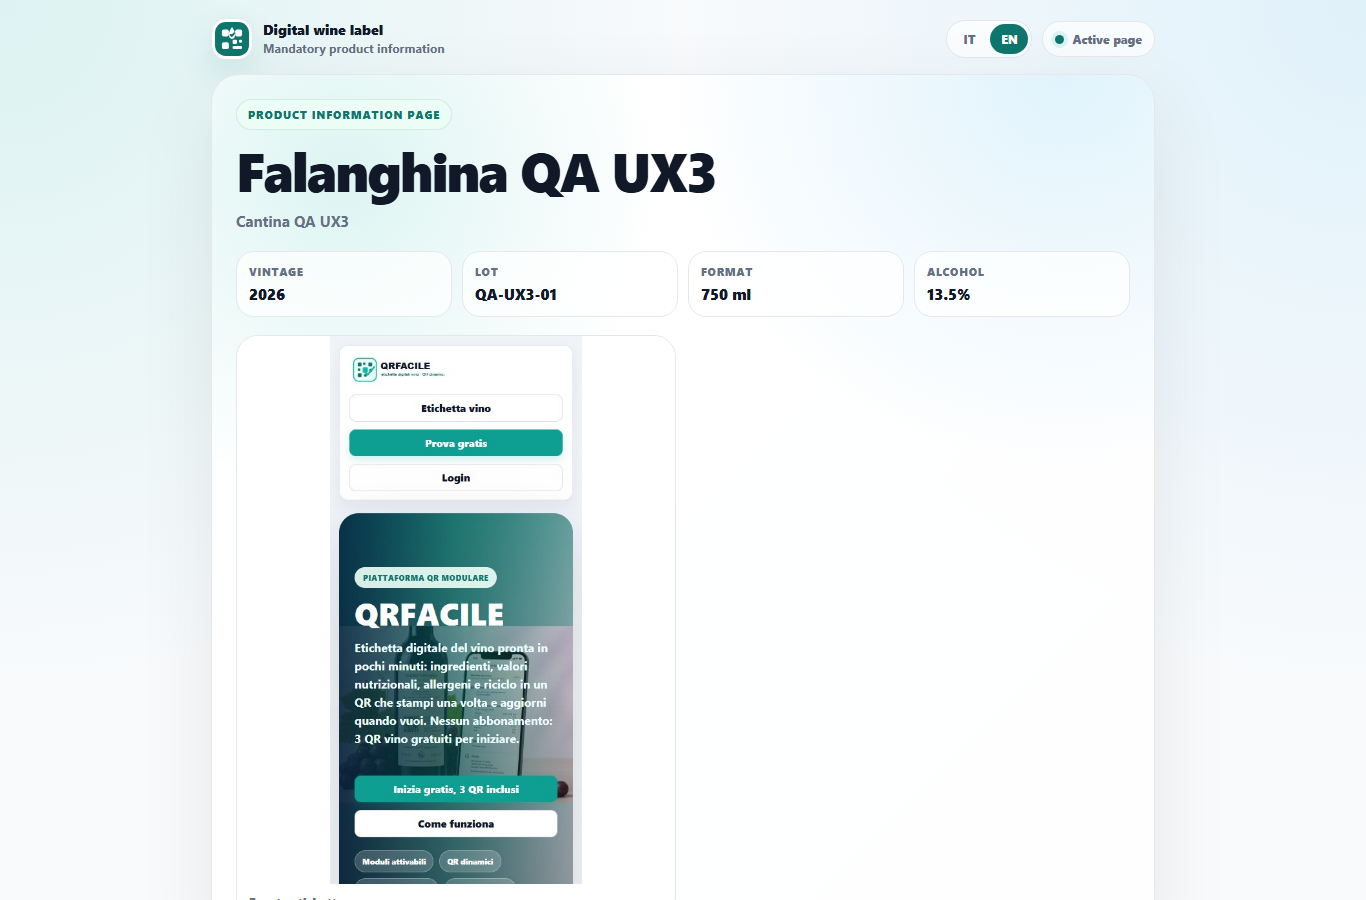 Digital wine label
Mandatory product information
IT
EN
Active page
PRODUCT INFORMATION PAGE
Falanghina QA UX3
Cantina QA UX3
VINTAGE
2026
LOT
QA-UX3-01
FORMAT
750 ml
ALCOHOL
13.5%
QRFACILE
Etichetta vino
Prova gratis
Login
PIATTAFORMA QR MODULARE
QRFACILE
Etichetta digitale del vino pronta in
pochi minuti: ingredienti, valori
nutrizionali, allergeni e riciclo in un
QR che stampi una volta e aggiorni
quando vuoi. Nessun abbonamento:
3 QR vino gratuiti per iniziare.
Inizia gratis, 3 QR inclusi
Come funziona
Moduli attivabili
QR dinamici